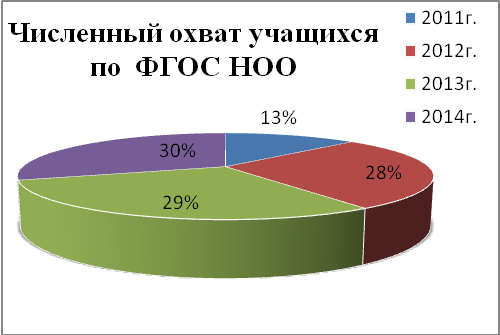 Численный охват учащихся
по ФГОС НОО
2011г.
2012г.
2013г.
2014г.
13%
28%
29%
30%